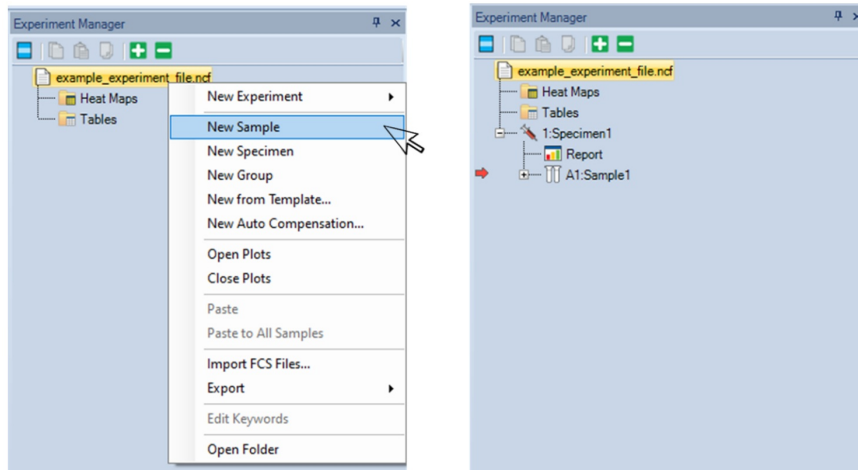 Experiment Manager
example_experiment_file.ncf
Heat Maps
Tables
New Experiment
New Sample
New Specimen
New Group
New from Template...
New Auto Compensation...
Open Plots
Close Plots
Paste
Paste to All Samples
Import FCS Files...
Export
Edit Keywords
Open Folder
Experiment Manager
example_experiment_file.ncf
Heat Maps
Tables
1:Specimen1
Report
A1:Sample1